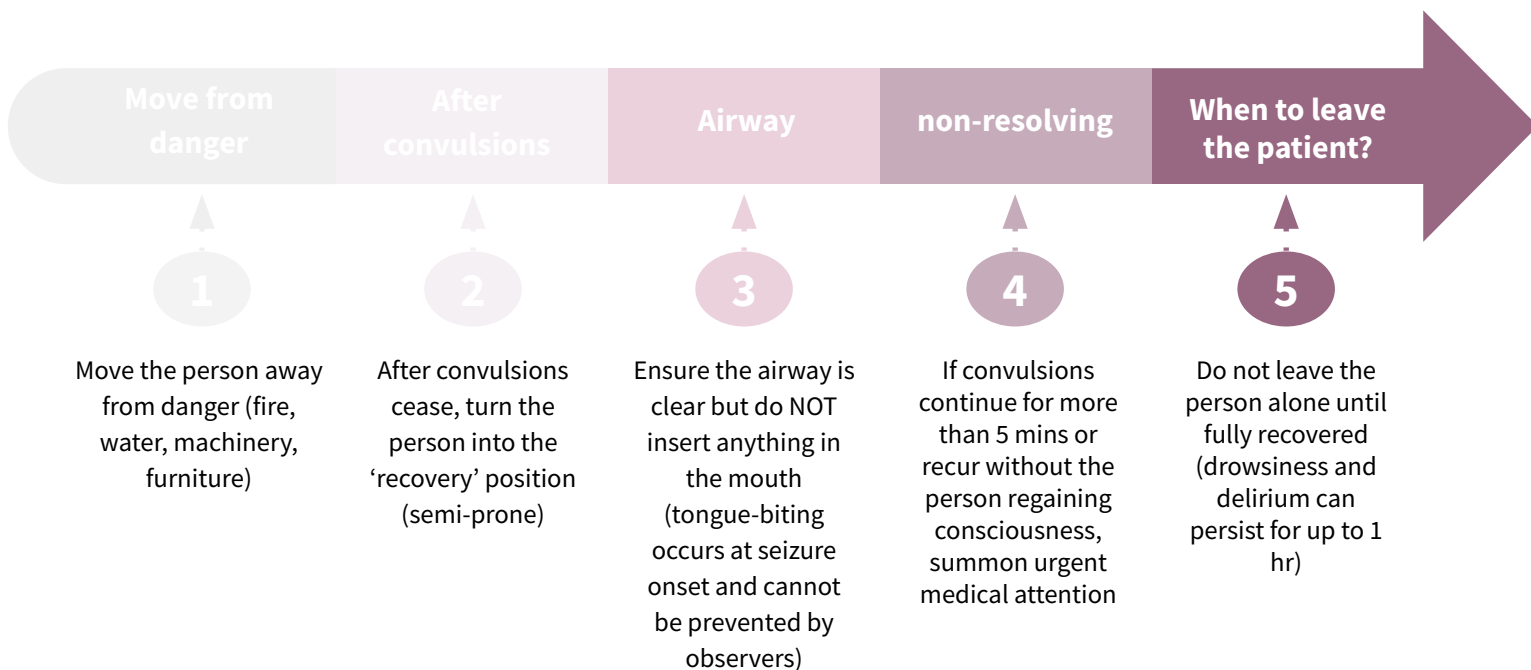 Move from
danger
After
convulsions
Airway
non-resolving
When to leave
the patient?
1
2
3
4
5
Move the person away
from danger (fire,
water, machinery,
furniture)
After convulsions
cease, turn the
person into the
‘recovery’ position
(semi-prone)
Ensure the airway is
clear but do NOT
insert anything in
the mouth
(tongue-biting
occurs at seizure
onset and cannot
be prevented by
observers)
If convulsions
continue for more
than 5 mins or
recur without the
person regaining
consciousness,
summon urgent
medical attention
Do not leave the
person alone until
fully recovered
(drowsiness and
delirium can
persist for up to 1
hr)